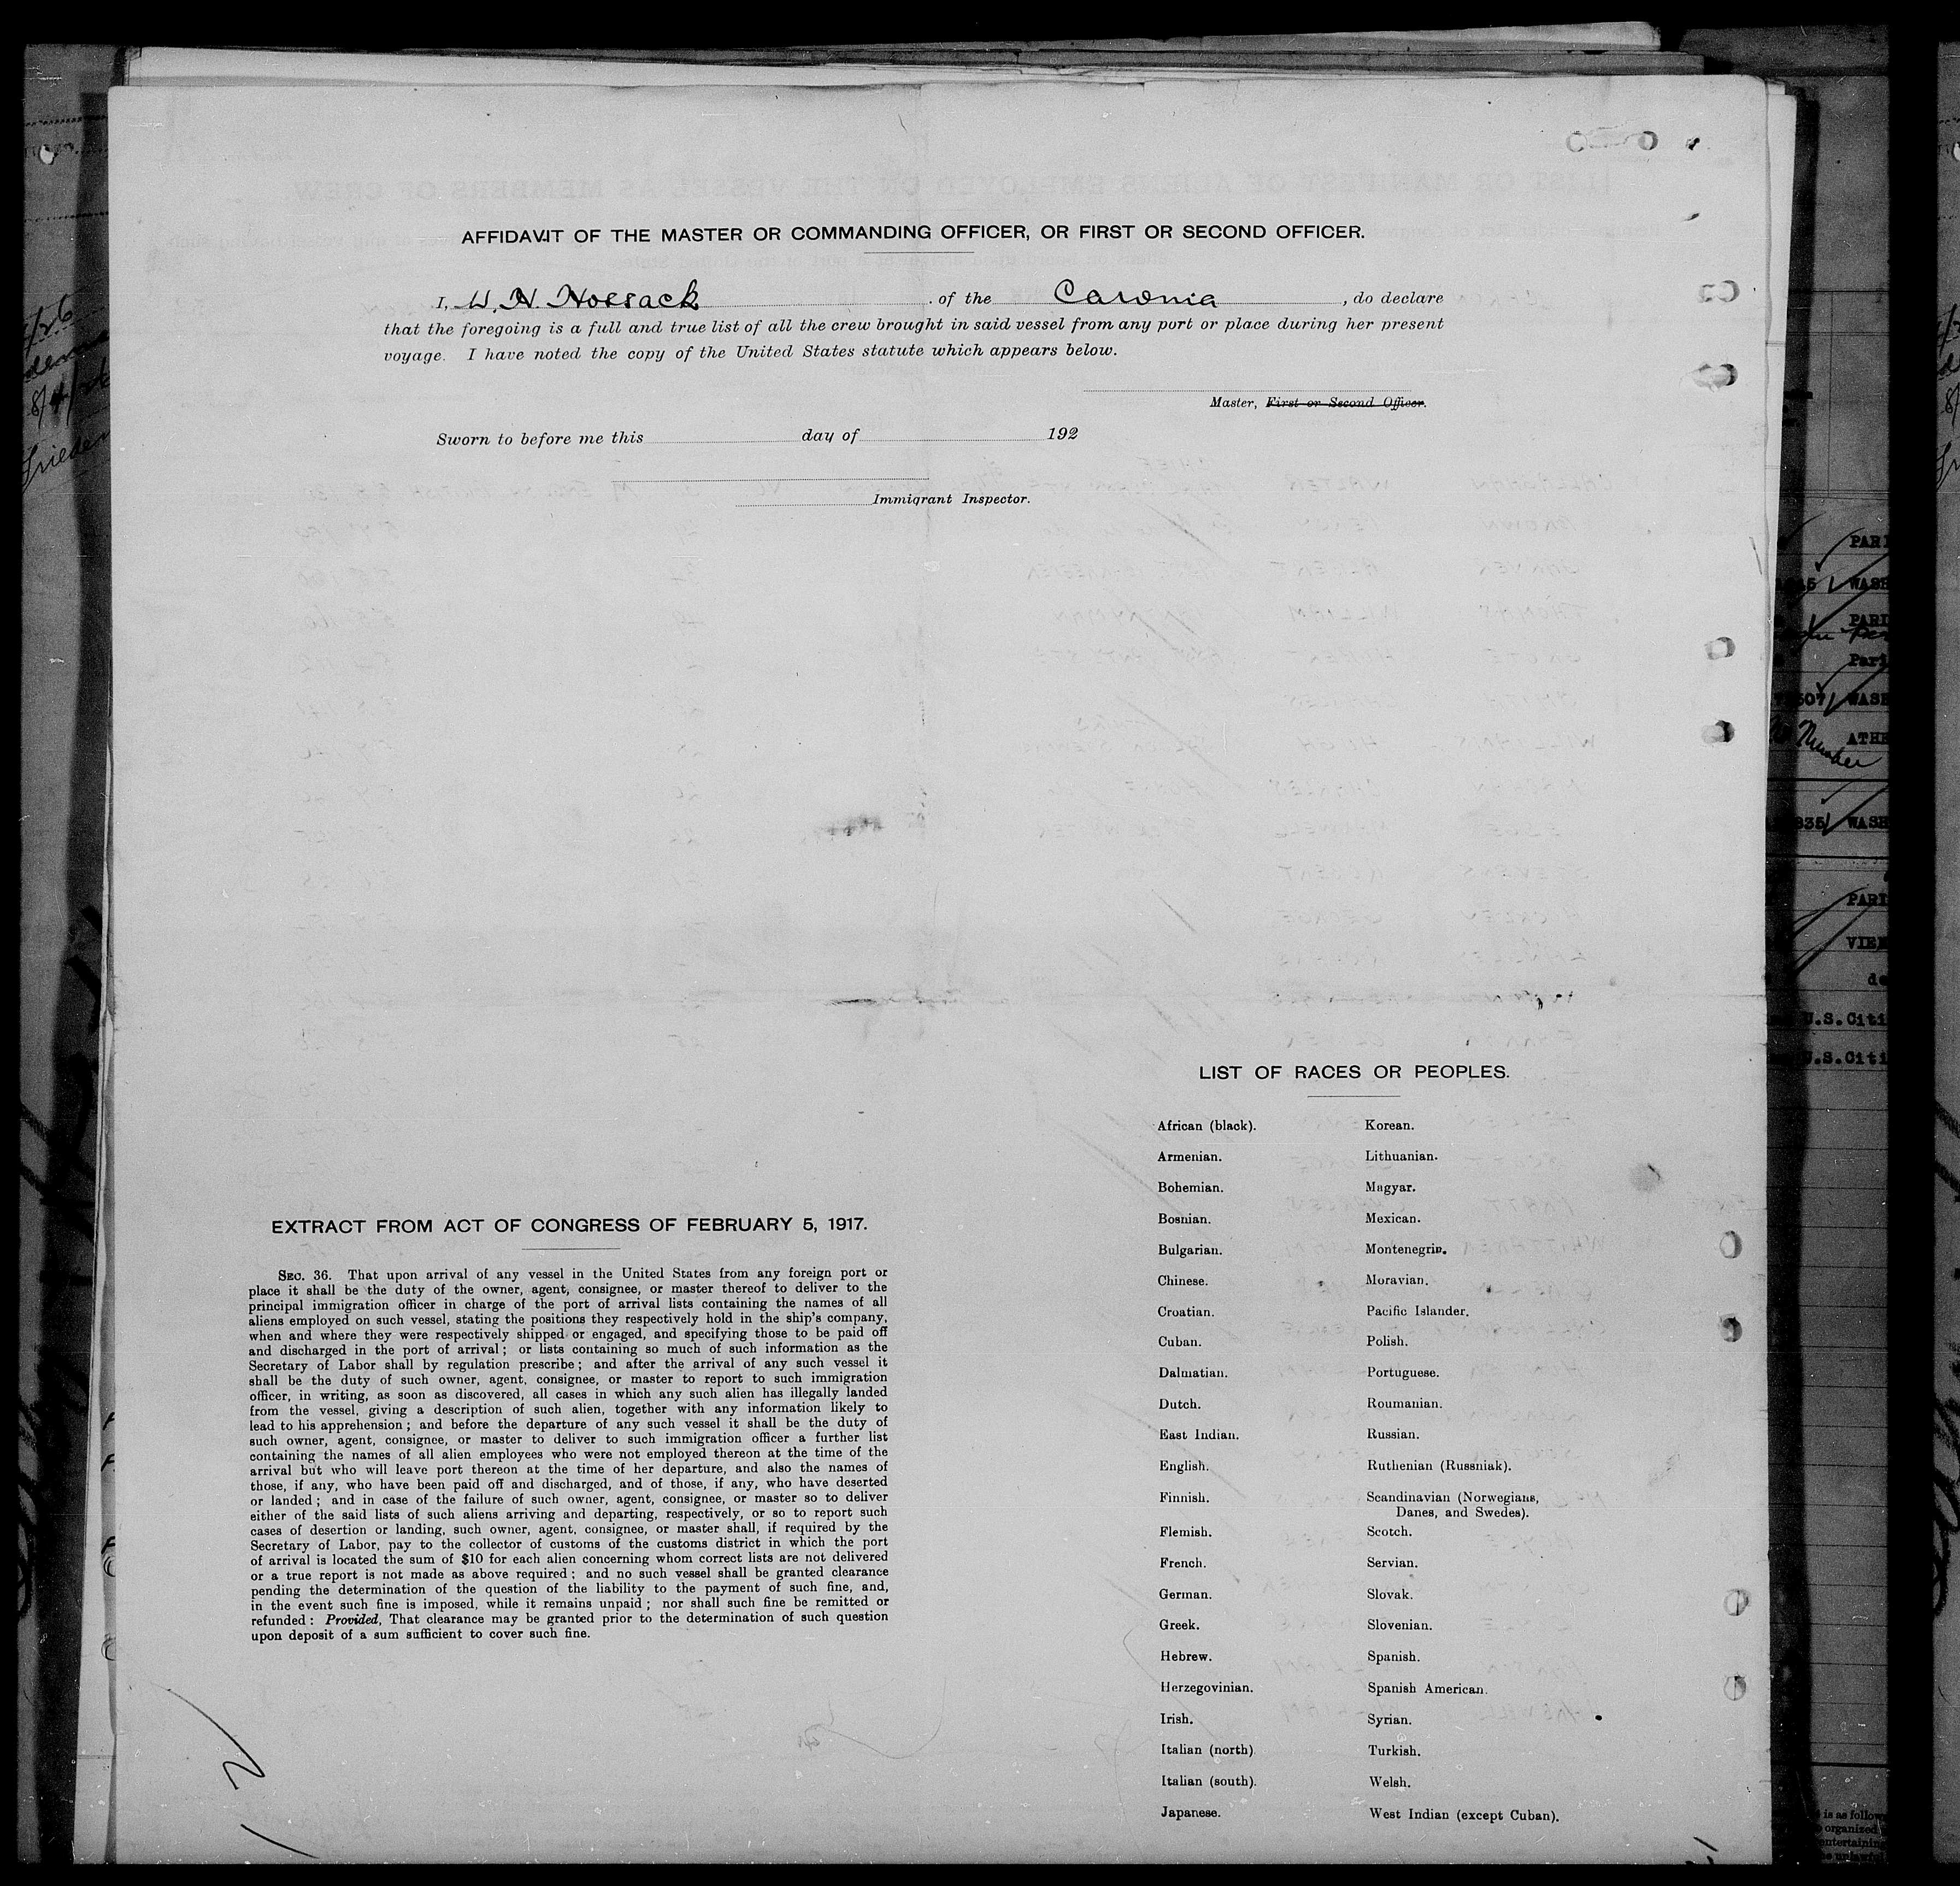 AFFIDAVIT OF THE MASTER OR COMMANDING OFFICER, OR FIRST OR SECOND OFFICER.
I, W. H. Hossack of the Caronia, do declare
that the foregoing is a full and true list of all the crew brought in said vessel from any port or place during her present
voyage. I have noted the copy of the United States statute which appears below.
Master, First or Second Officer.
Sworn to before me this day of 192
Immigrant Inspector.
LIST OF RACES OR PEOPLES.
African (black). Korean.
Armenian. Lithuanian.
Bohemian. Magyar.
Bosnian. Mexican.
Bulgarian. Montenegrin.
Chinese. Moravian.
Croatian. Pacific Islander.
Cuban. Polish.
Dalmatian. Portuguese.
Dutch. Roumanian.
East Indian. Russian.
English. Ruthenian (Russniak).
Finnish. Scandinavian (Norwegians,
Danes, and Swedes).
Flemish. Scotch.
French. Servian.
German. Slovak.
Greek. Slovenian.
Hebrew. Spanish.
Herzegovinian. Spanish American.
Irish. Syrian.
Italian (north) Turkish.
Italian (south). Welsh.
Japanese. West Indian (except Cuban).
EXTRACT FROM ACT OF CONGRESS OF FEBRUARY 5, 1917.
SEC. 36. That upon arrival of any vessel in the United States from any foreign port or
place it shall be the duty of the owner, agent, consignee, or master thereof to deliver to the
principal immigration officer in charge of the port of arrival lists containing the names of all
aliens employed on such vessel, stating the positions they respectively hold in the ship's company,
when and where they were respectively shipped or engaged, and specifying those to be paid off
and discharged in the port of arrival; or lists containing so much of such information as the
Secretary of Labor shall by regulation prescribe; and after the arrival of any such vessel it
shall be the duty of such owner, agent, consignee, or master to report to such immigration
officer, in writing, as soon as discovered, all cases in which any such alien has illegally landed
from the vessel, giving a description of such alien, together with any information likely to
lead to his apprehension; and before the departure of any such vessel it shall be the duty of
such owner, agent, consignee, or master to deliver to such immigration officer a further list
containing the names of all alien employees who were not employed thereon at the time of the
arrival but who will leave port thereon at the time of her departure, and also the names of
those, if any, who have been paid off and discharged, and of those, if any, who have deserted
or landed; and in case of the failure of such owner, agent, consignee, or master so to deliver
either of the said lists of such aliens arriving and departing, respectively, or so to report such
cases of desertion or landing, such owner, agent, consignee, or master shall, if required by the
Secretary of Labor, pay to the collector of customs of the customs district in which the port
of arrival is located the sum of $10 for each alien concerning whom correct lists are not delivered
or a true report is not made as above required; and no such vessel shall be granted clearance
pending the determination of the question of the liability to the payment of such fine, and,
in the event such fine is imposed, while it remains unpaid; nor shall such fine be remitted or
refunded: Provided, That clearance may be granted prior to the determination of such question
upon deposit of a sum sufficient to cover such fine.